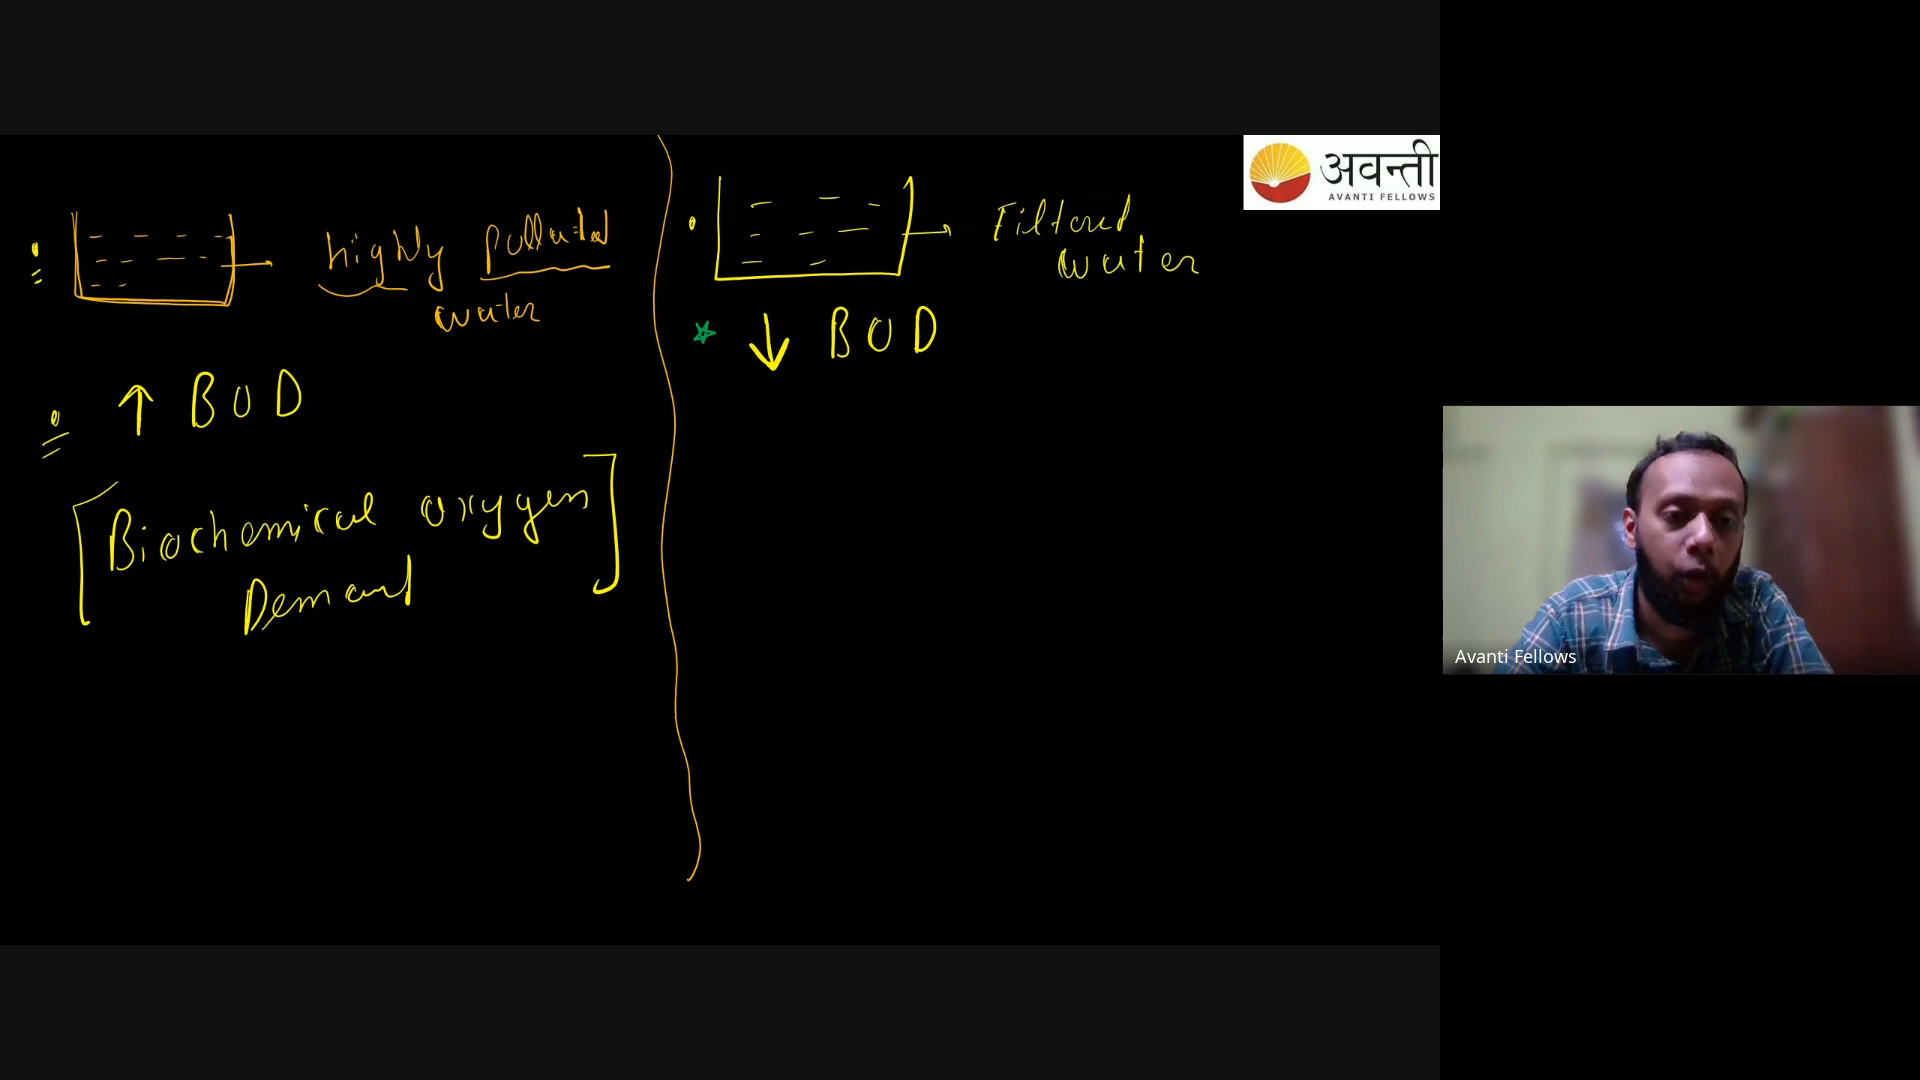 highly polluted
water
↑ BOD
[Biochemical oxygen
Demand]
Filtered
water
↓ BOD
अवन्ती
AVANTI FELLOWS
Avanti Fellows